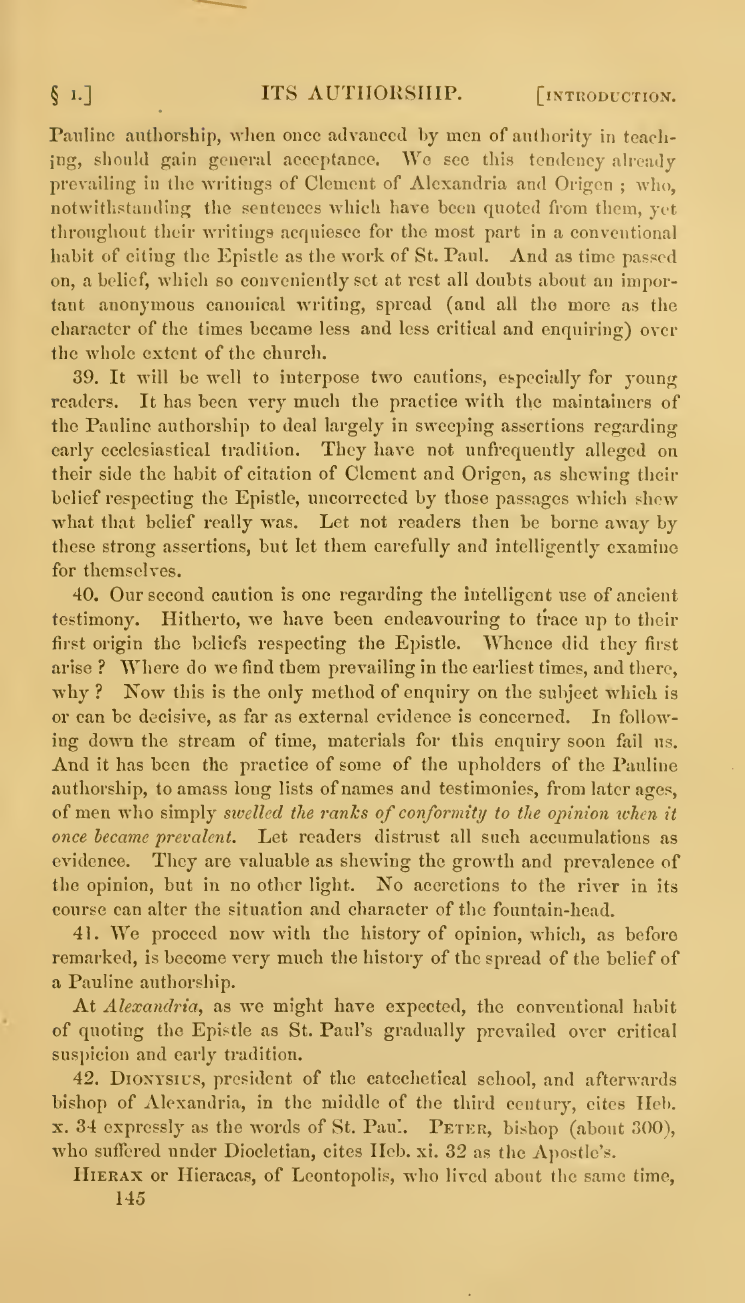 § 1.] ITS AUTHORSHIP. [INTRODUCTION.
Pauline authorship, when once advanced by men of authority in teach-
ing, should gain general acceptance. We see this tendency already
prevailing in the writings of Clement of Alexandria and Origen ; who,
notwithstanding the sentences which have been quoted from them, yet
throughout their writings acquiesce for the most part in a conventional
habit of citing the Epistle as the work of St. Paul. And as time passed
on, a belief, which so conveniently set at rest all doubts about an impor-
tant anonymous canonical writing, spread (and all the more as the
character of the times became less and less critical and enquiring) over
the whole extent of the church.
39. It will be well to interpose two cautions, especially for young
readers. It has been very much the practice with the maintainers of
the Pauline authorship to deal largely in sweeping assertions regarding
early ecclesiastical tradition. They have not unfrequently alleged on
their side the habit of citation of Clement and Origen, as shewing their
belief respecting the Epistle, uncorrected by those passages which shew
what that belief really was. Let not readers then be borne away by
these strong assertions, but let them carefully and intelligently examine
for themselves.
40. Our second caution is one regarding the intelligent use of ancient
testimony. Hitherto, we have been endeavouring to trace up to their
first origin the beliefs respecting the Epistle. Whence did they first
arise ? Where do we find them prevailing in the earliest times, and there,
why ? Now this is the only method of enquiry on the subject which is
or can be decisive, as far as external evidence is concerned. In follow-
ing down the stream of time, materials for this enquiry soon fail us.
And it has been the practice of some of the upholders of the Pauline
authorship, to amass long lists of names and testimonies, from later ages,
of men who simply swelled the ranks of conformity to the opinion when it
once became prevalent. Let readers distrust all such accumulations as
evidence. They are valuable as shewing the growth and prevalence of
the opinion, but in no other light. No accretions to the river in its
course can alter the situation and character of the fountain-head.
41. We proceed now with the history of opinion, which, as before
remarked, is become very much the history of the spread of the belief of
a Pauline authorship.
At Alexandria, as we might have expected, the conventional habit
of quoting the Epistle as St. Paul's gradually prevailed over critical
suspicion and early tradition.
42. DIONYSIUS, president of the catechetical school, and afterwards
bishop of Alexandria, in the middle of the third century, cites Heb.
x. 34 expressly as the words of St. Paul. PETER, bishop (about 300),
who suffered under Diocletian, cites Heb. xi. 32 as the Apostle's.
HIERAX or Hieracas, of Leontopolis, who lived about the same time,
145